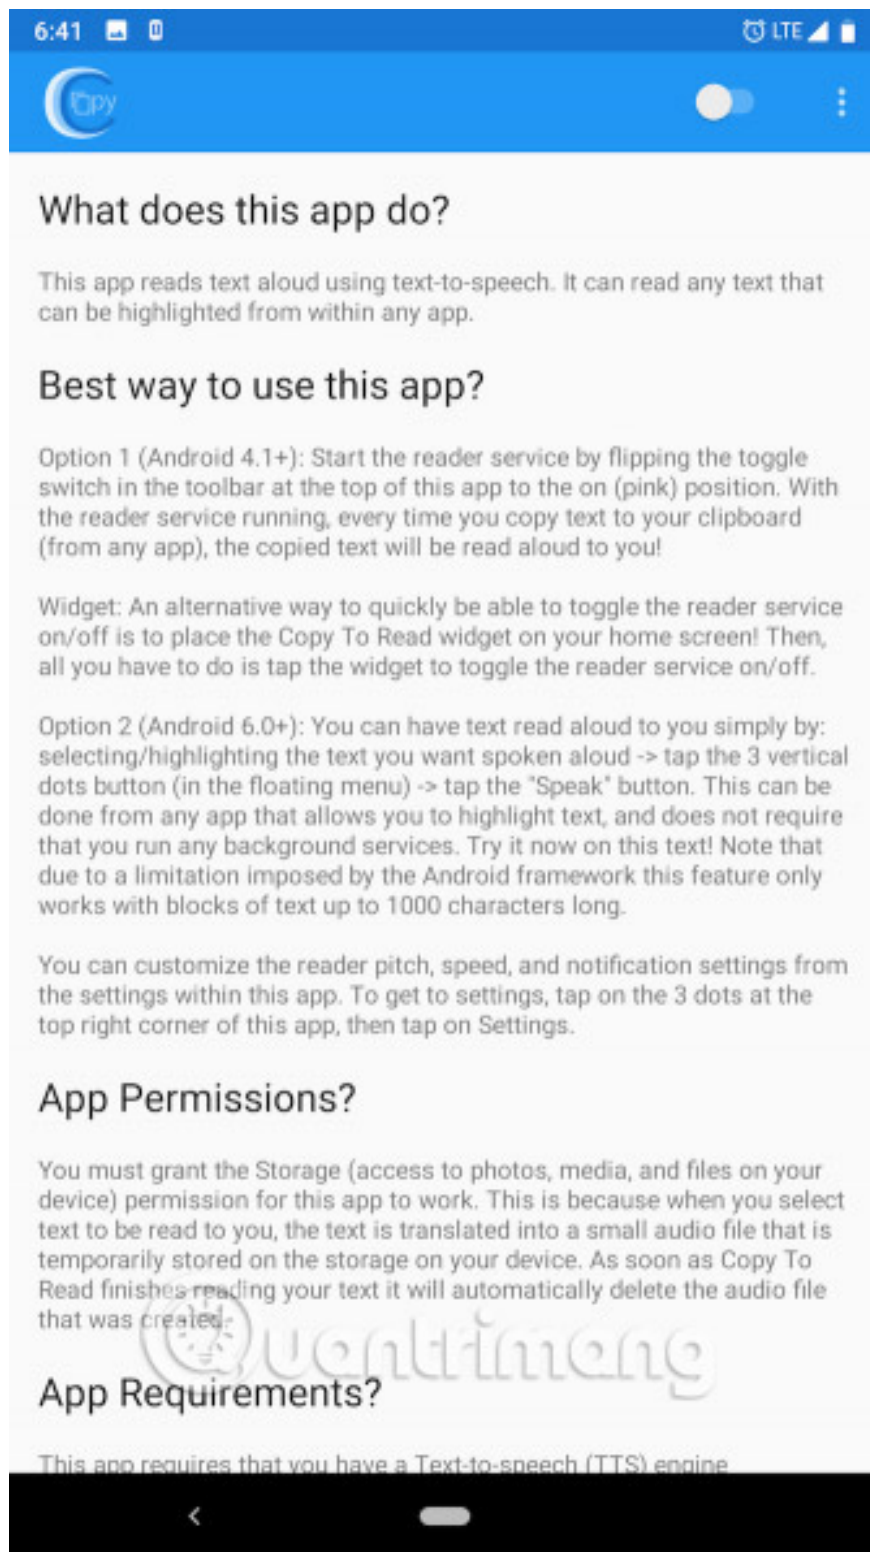 6:41
LTE
Copy
What does this app do?
This app reads text aloud using text-to-speech. It can read any text that
can be highlighted from within any app.
Best way to use this app?
Option 1 (Android 4.1+): Start the reader service by flipping the toggle
switch in the toolbar at the top of this app to the on (pink) position. With
the reader service running, every time you copy text to your clipboard
(from any app), the copied text will be read aloud to you!
Widget: An alternative way to quickly be able to toggle the reader service
on/off is to place the Copy To Read widget on your home screen! Then,
all you have to do is tap the widget to toggle the reader service on/off.
Option 2 (Android 6.0+): You can have text read aloud to you simply by:
selecting/highlighting the text you want spoken aloud -> tap the 3 vertical
dots button (in the floating menu) -> tap the "Speak" button. This can be
done from any app that allows you to highlight text, and does not require
that you run any background services. Try it now on this text! Note that
due to a limitation imposed by the Android framework this feature only
works with blocks of text up to 1000 characters long.
You can customize the reader pitch, speed, and notification settings from
the settings within this app. To get to settings, tap on the 3 dots at the
top right corner of this app, then tap on Settings.
App Permissions?
You must grant the Storage (access to photos, media, and files on your
device) permission for this app to work. This is because when you select
text to be read to you, the text is translated into a small audio file that is
temporarily stored on the storage on your device. As soon as Copy To
Read finishes reading your text it will automatically delete the audio file
that was created.
Quantrimang
App Requirements?
This app requires that you have a Text-to-speech (TTS) engine